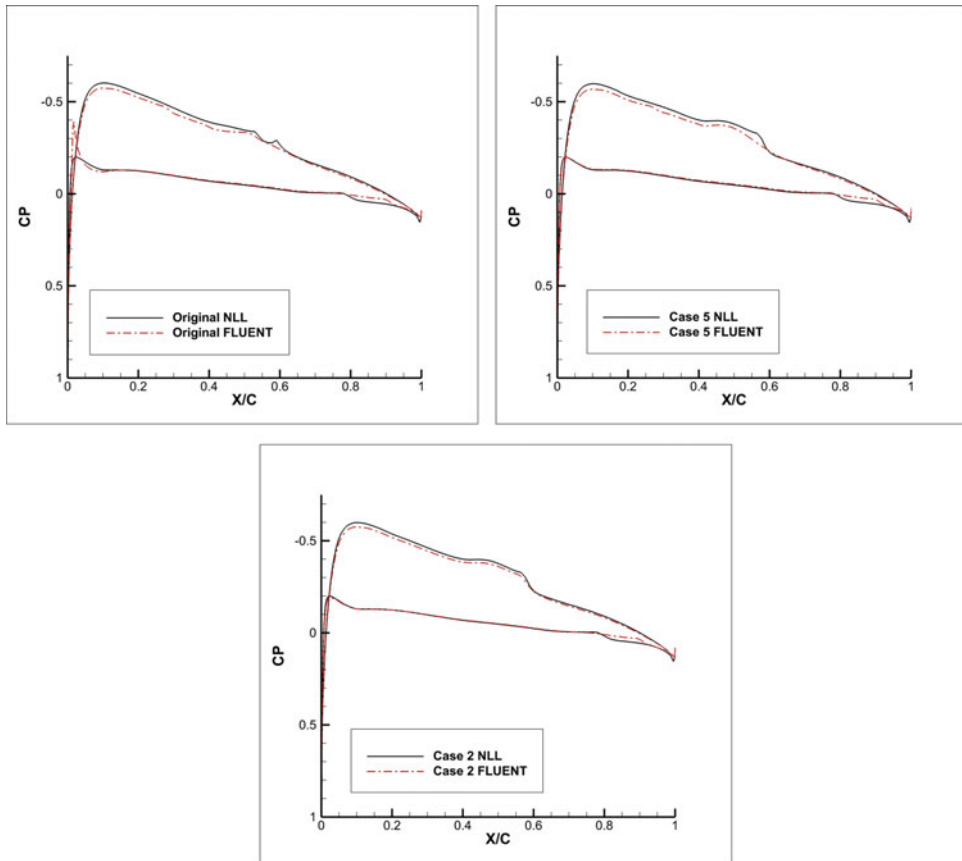 -0.5
0
0.5
1
CP
Original NLL
Original FLUENT
0 0.2 0.4 0.6 0.8 1
X/C
-0.5
0
0.5
1
CP
Case 5 NLL
Case 5 FLUENT
0 0.2 0.4 0.6 0.8 1
X/C
-0.5
0
0.5
1
CP
Case 2 NLL
Case 2 FLUENT
0 0.2 0.4 0.6 0.8 1
X/C